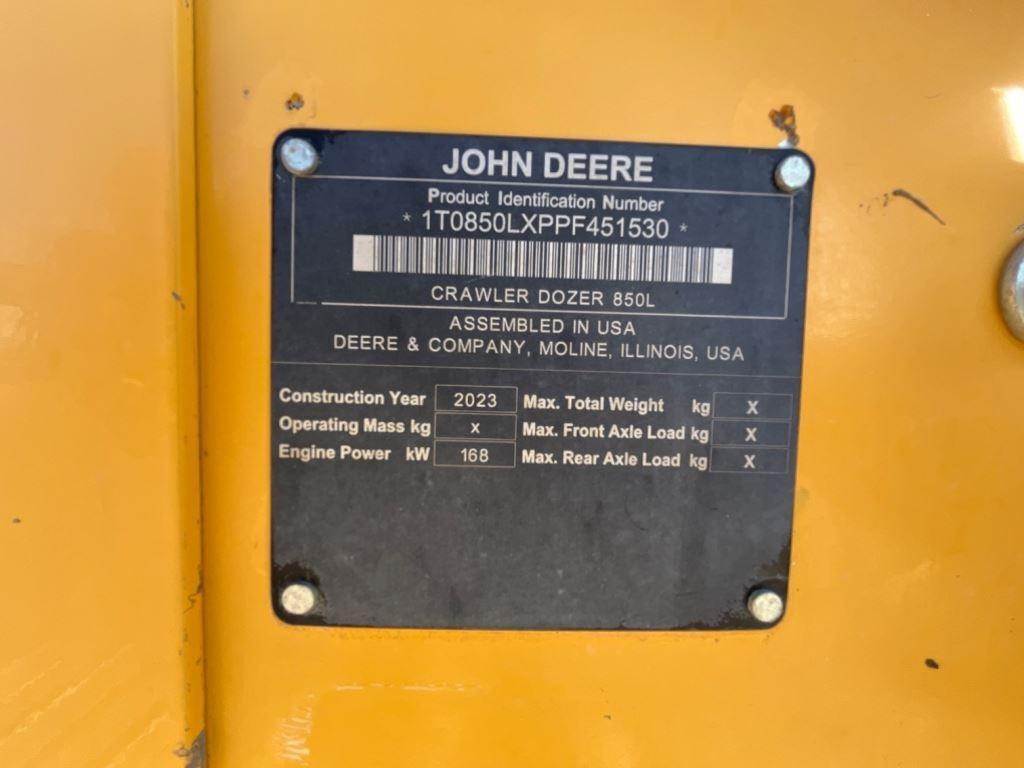 JOHN DEERE
Product Identification Number
* 1T0850LXPPF451530 *
CRAWLER DOZER 850L
ASSEMBLED IN USA
DEERE & COMPANY, MOLINE, ILLINOIS, USA
Construction Year 2023 Max. Total Weight kg X
Operating Mass kg x Max. Front Axle Load kg X
Engine Power kW 168 Max. Rear Axle Load kg X